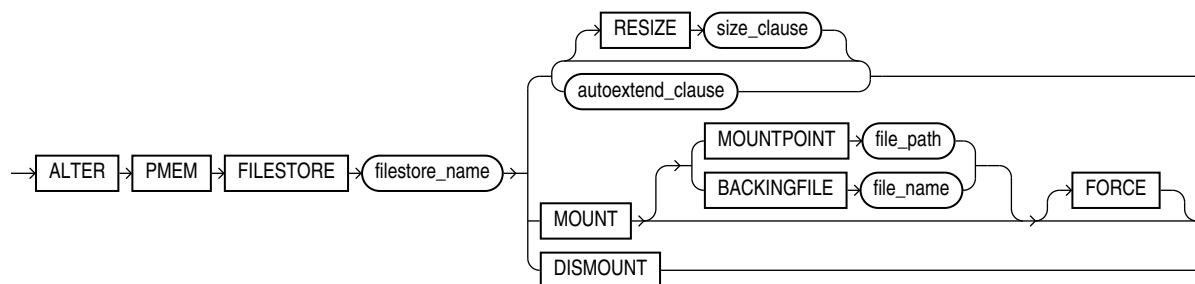 RESIZE size_clause
autoextend_clause
MOUNTPOINT file_path
ALTER PMEM FILESTORE filestore_name
BACKINGFILE file_name
FORCE
MOUNT
DISMOUNT